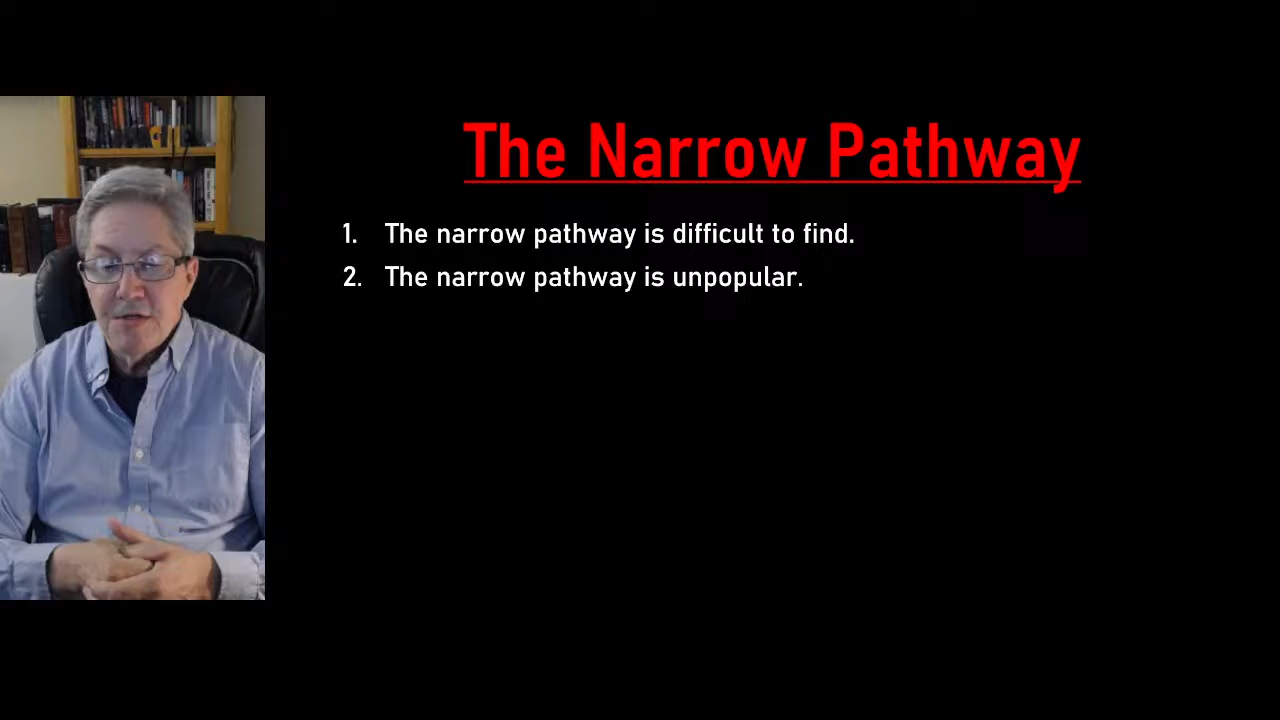 The Narrow Pathway
1. The narrow pathway is difficult to find.
2. The narrow pathway is unpopular.